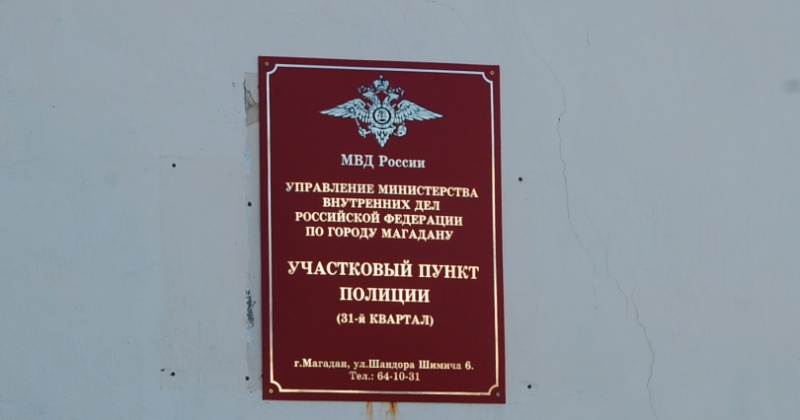 МВД России
УПРАВЛЕНИЕ МИНИСТЕРСТВА
ВНУТРЕННИХ ДЕЛ
РОССИЙСКОЙ ФЕДЕРАЦИИ
ПО ГОРОДУ МАГАДАНУ
УЧАСТКОВЫЙ ПУНКТ
ПОЛИЦИИ
(31-й КВАРТАЛ)
г.Магадан, ул.Шандора Шимича 6.
Тел.: 64-10-31